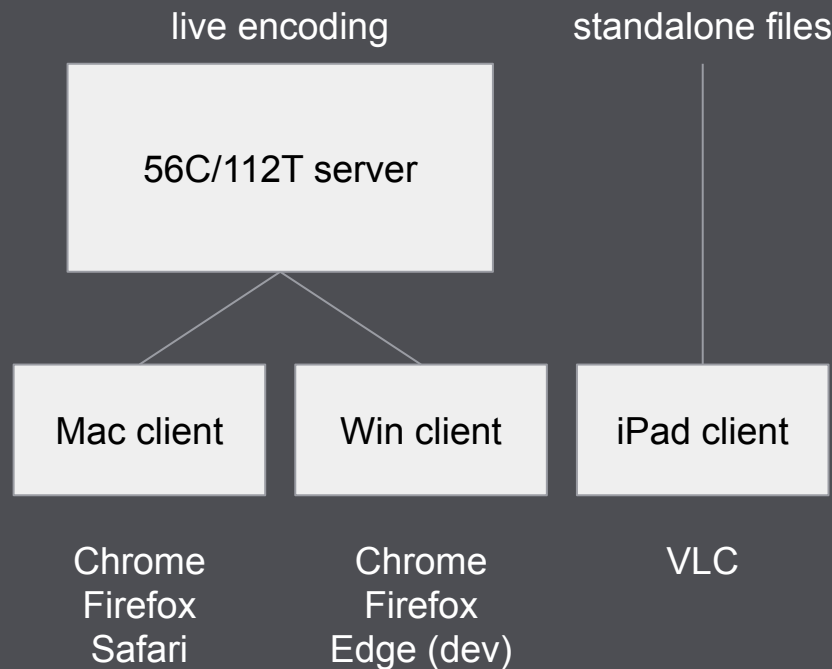 live encoding
standalone files
56C/112T server
Mac client
Win client
iPad client
Chrome
Firefox
Safari
Chrome
Firefox
Edge (dev)
VLC